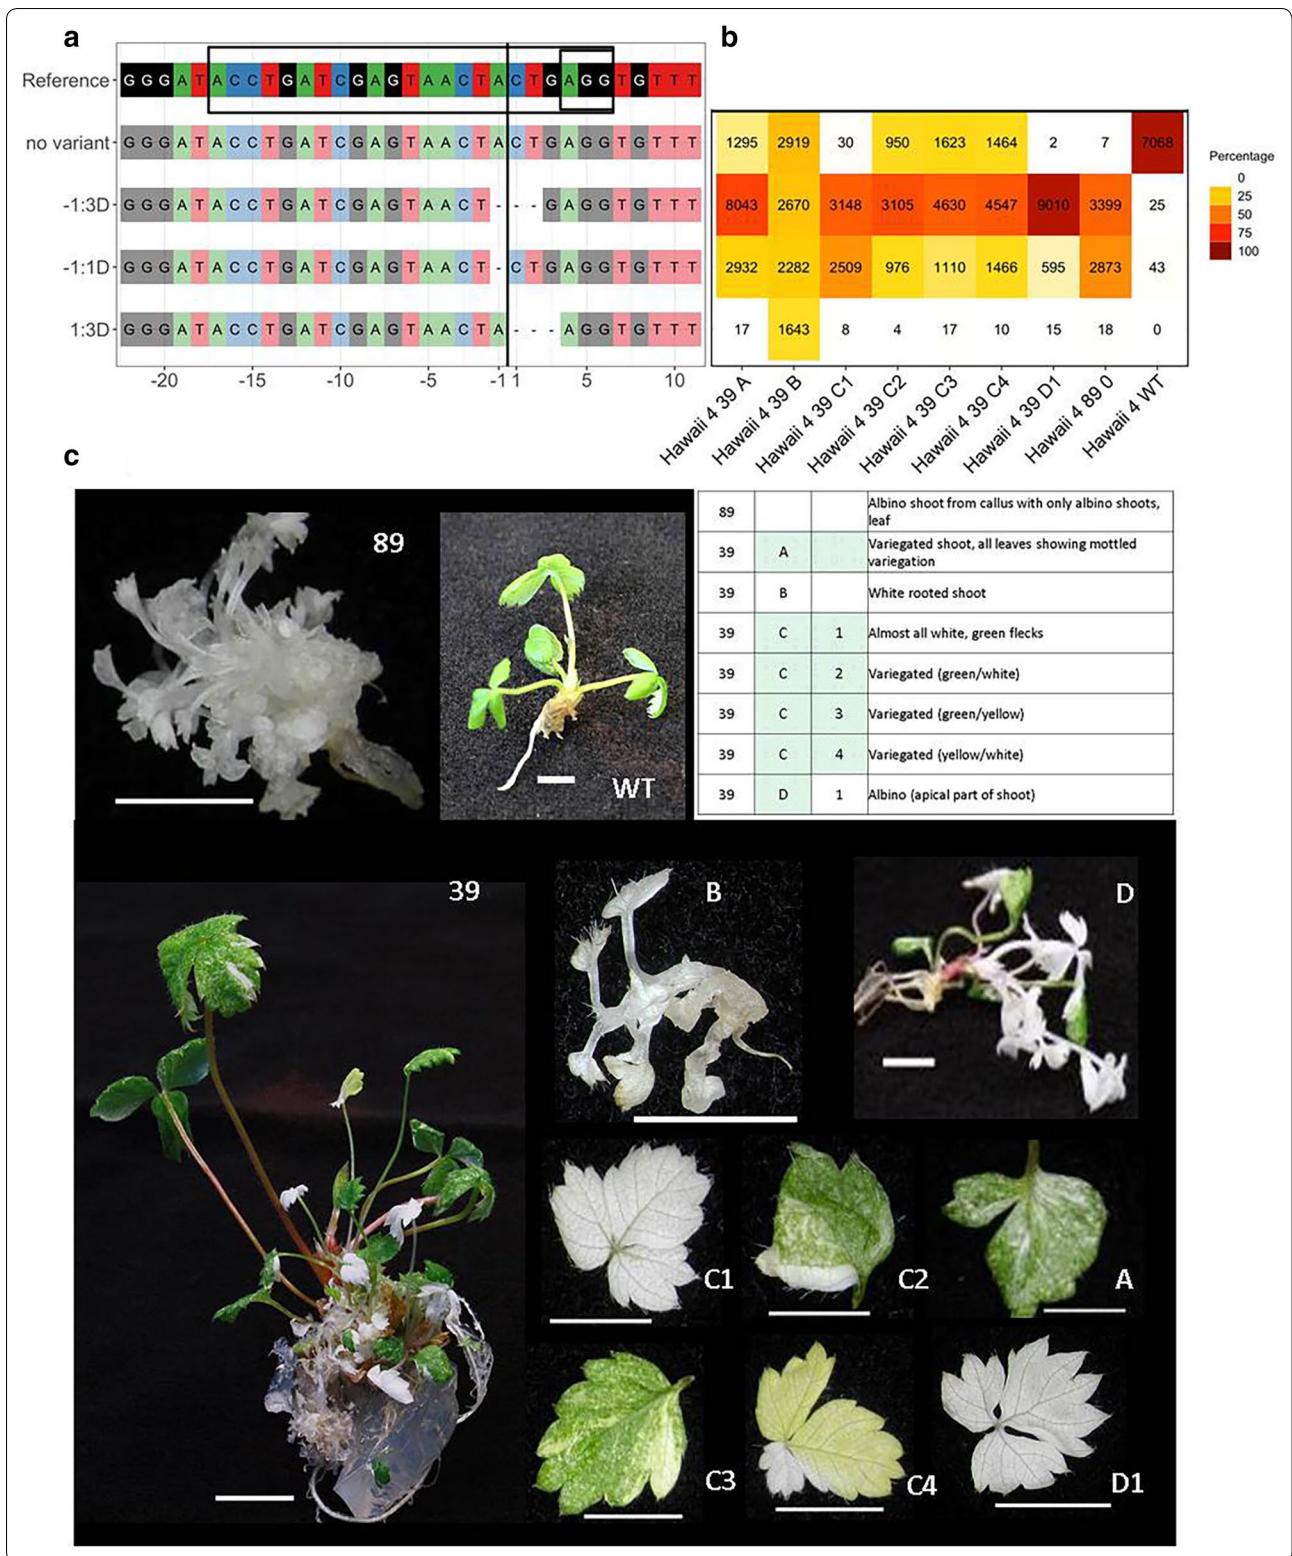 a
b
Reference
G G G A T A C C T G A T C G A G T A A C T A C T G A G G T G T T T
no variant
G G G A T A C C T G A T C G A G T A A C T A C T G A G G T G T T T
-1:3D
G G G A T A C C T G A T C G A G T A A C T - - - G A G G T G T T T
-1:1D
G G G A T A C C T G A T C G A G T A A C T - C T G A G G T G T T T
1:3D
G G G A T A C C T G A T C G A G T A A C T A - - - A G G T G T T T
-20 -15 -10 -5 -1 1 5 10
1295 2919 30 950 1623 1464 2 7 7068
8043 2670 3148 3105 4630 4547 9010 3399 25
2932 2282 2509 976 1110 1466 595 2873 43
17 1643 8 4 17 10 15 18 0
Hawaii 4 39 A
Hawaii 4 39 B
Hawaii 4 39 C1
Hawaii 4 39 C2
Hawaii 4 39 C3
Hawaii 4 39 C4
Hawaii 4 39 D1
Hawaii 4 89 0
Hawaii 4 WT
Percentage
0
25
50
75
100
c
89
WT
89 Albino shoot from callus with only albino shoots,
leaf
39 A Variegated shoot, all leaves showing mottled
variegation
39 B White rooted shoot
39 C 1 Almost all white, green flecks
39 C 2 Variegated (green/white)
39 C 3 Variegated (green/yellow)
39 C 4 Variegated (yellow/white)
39 D 1 Albino (apical part of shoot)
39
B
D
C1
C2
A
C3
C4
D1